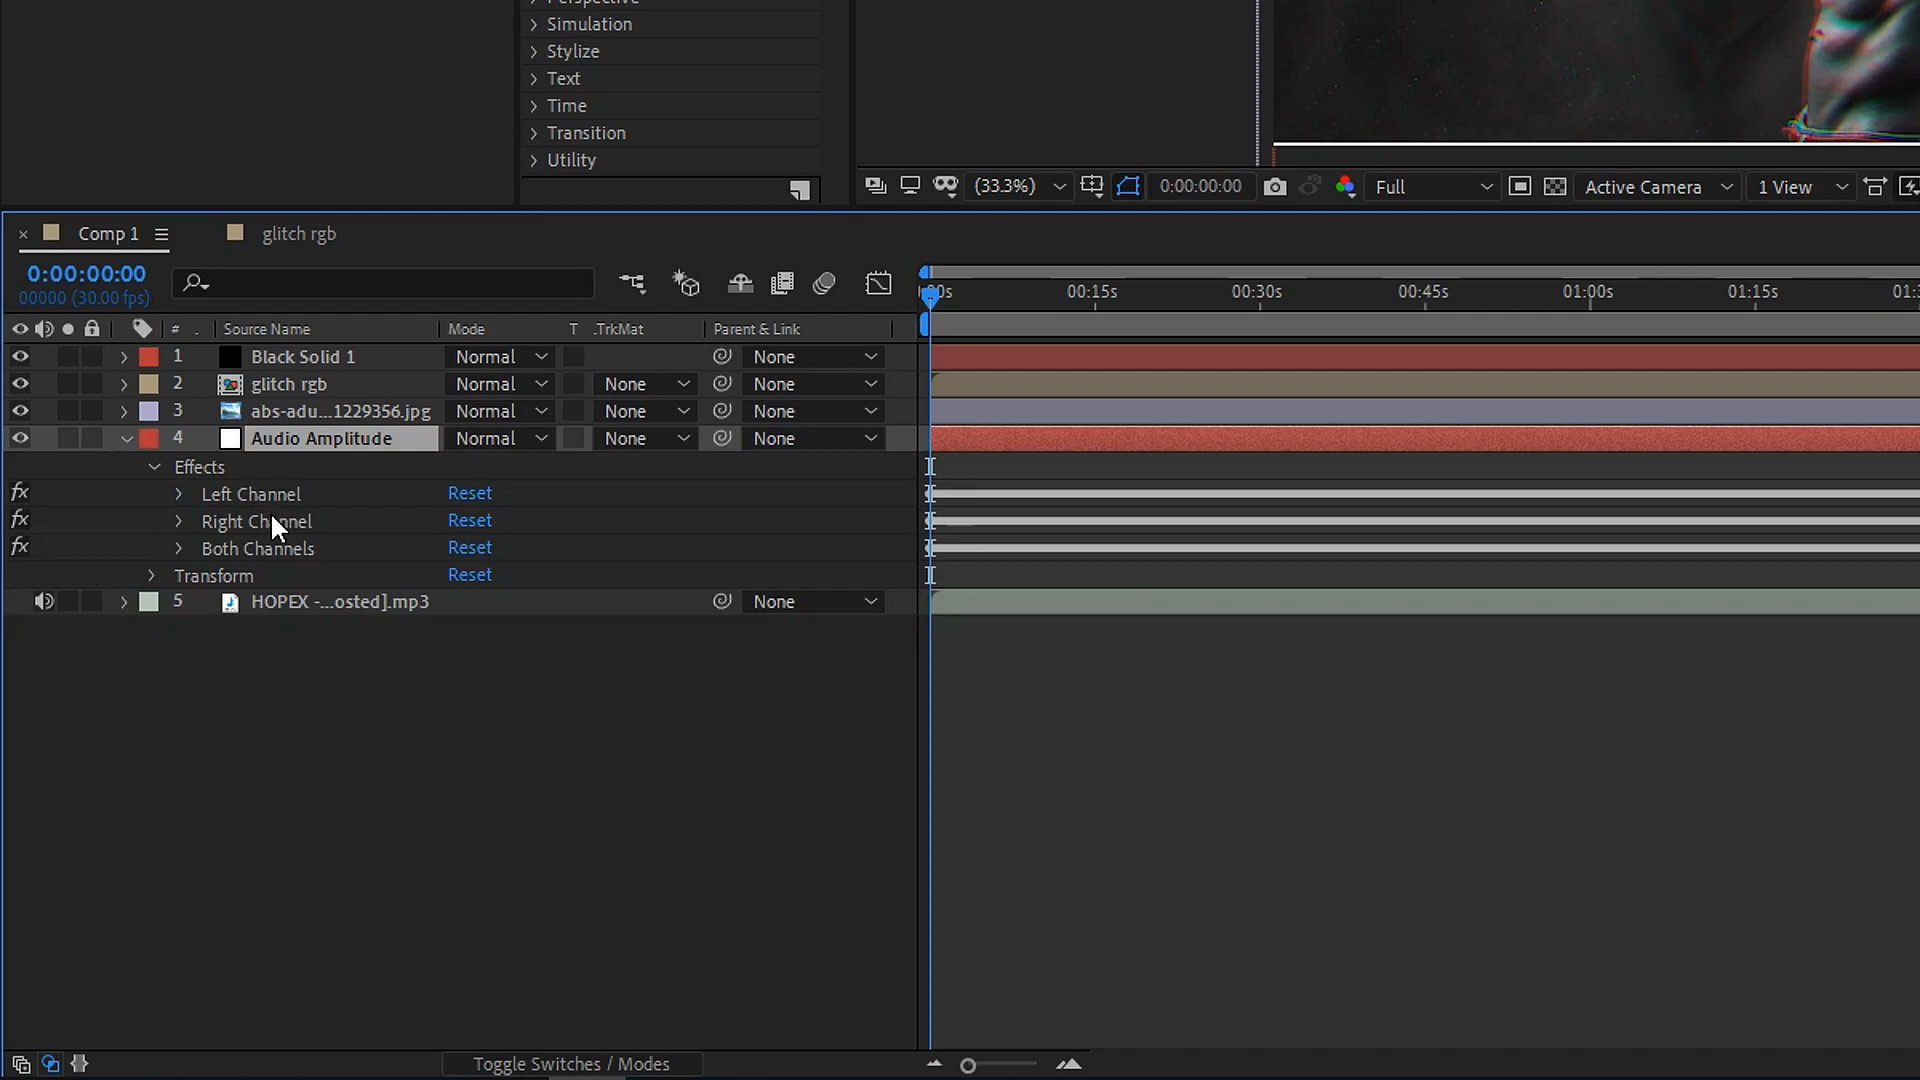 Perspective
Simulation
Stylize
Text
Time
Transition
Utility
(33.3%)
0:00:00:00
Full
Active Camera
1 View
Comp 1
glitch rgb
0:00:00:00
00000 (30.00 fps)
00:15s
00:30s
00:45s
01:00s
01:15s
#
Source Name
Mode
T
.TrkMat
Parent & Link
1 Black Solid 1 Normal None
2 glitch rgb Normal None None
3 abs-adu...1229356.jpg Normal None None
4 Audio Amplitude Normal None None
Effects
fx Left Channel Reset
fx Right Channel Reset
fx Both Channels Reset
Transform Reset
5 HOPEX -...osted].mp3 None
Toggle Switches / Modes